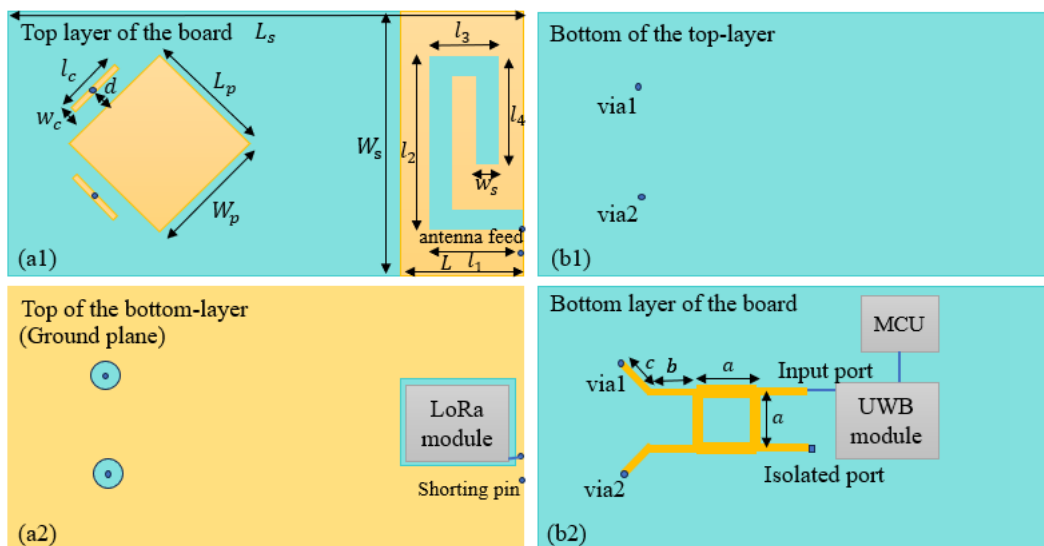 Top layer of the board
L_s
l_c
d
w_c
L_p
W_p
W_s
l_3
l_2
l_4
w_s
antenna feed
L
l_1
(a1)
Bottom of the top-layer
via1
via2
(b1)
Top of the bottom-layer
(Ground plane)
LoRa
module
Shorting pin
(a2)
Bottom layer of the board
MCU
via1
c
b
a
Input port
a
UWB
module
via2
Isolated port
(b2)